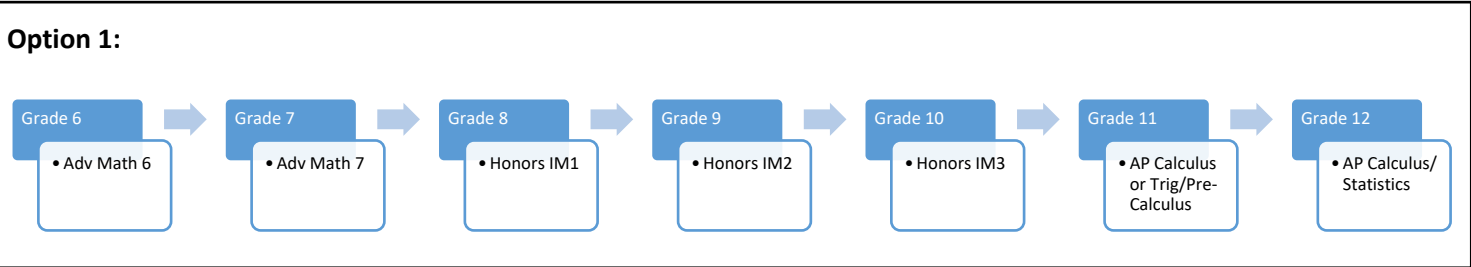 Option 1:
Grade 6
• Adv Math 6
Grade 7
• Adv Math 7
Grade 8
• Honors IM1
Grade 9
• Honors IM2
Grade 10
• Honors IM3
Grade 11
• AP Calculus
or Trig/Pre-
Calculus
Grade 12
• AP Calculus/
Statistics